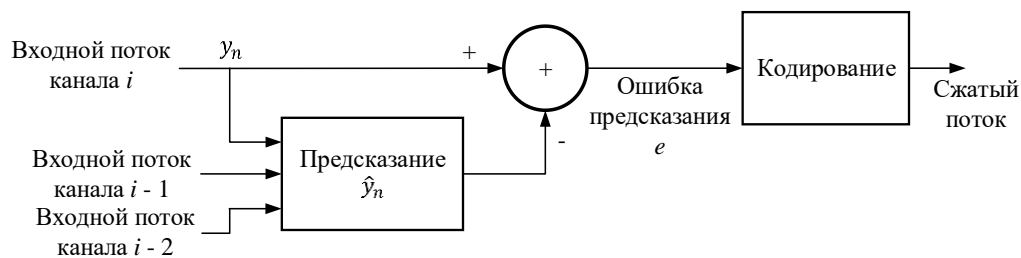 Входной поток
канала i
yₙ
+
+
-
Ошибка
предсказания
e
Кодирование
Сжатый
поток
Входной поток
канала i - 1
Входной поток
канала i - 2
Предсказание
ŷₙ